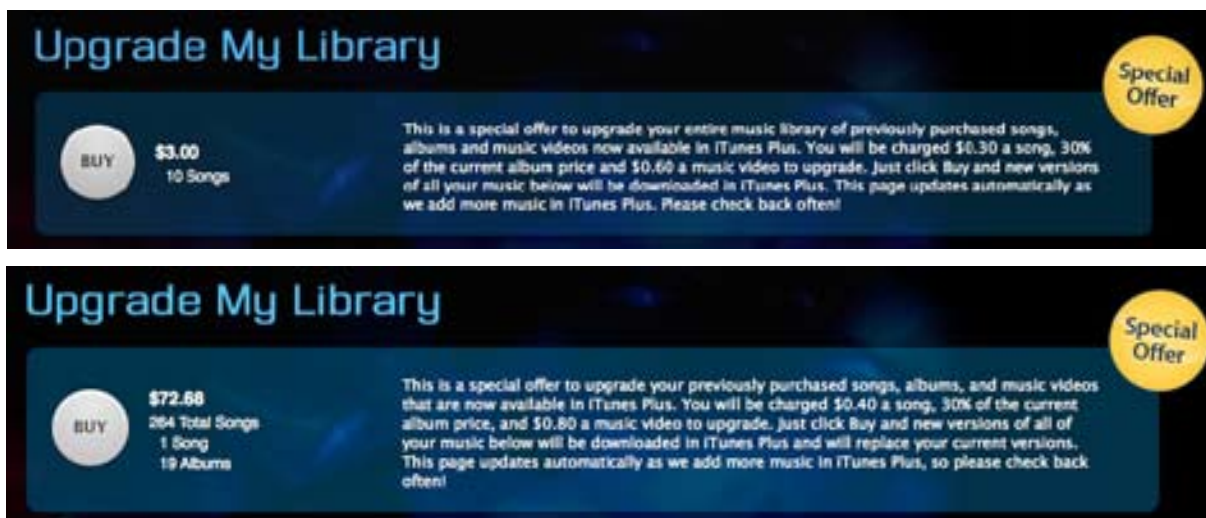 Upgrade My Library
Special
Offer
BUY
$3.00
10 Songs
This is a special offer to upgrade your entire music library of previously purchased songs,
albums and music videos now available in iTunes Plus. You will be charged $0.30 a song, 30%
of the current album price and $0.60 a music video to upgrade. Just click Buy and new versions
of all your music below will be downloaded in iTunes Plus. This page updates automatically as
we add more music in iTunes Plus. Please check back often!
Upgrade My Library
Special
Offer
BUY
$72.68
264 Total Songs
1 Song
19 Albums
This is a special offer to upgrade your previously purchased songs, albums, and music videos
that are now available in iTunes Plus. You will be charged $0.40 a song, 30% of the current
album price, and $0.80 a music video to upgrade. Just click Buy and new versions of all of
your music below will be downloaded in iTunes Plus and will replace your current versions.
This page updates automatically as we add more music in iTunes Plus, so please check back
often!